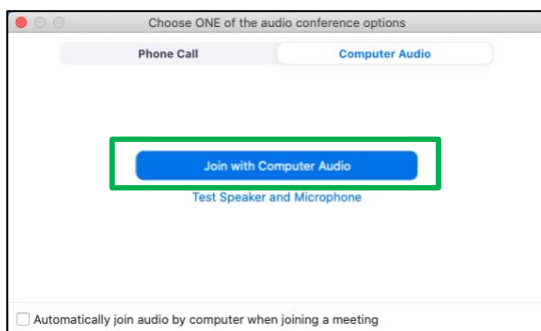 Choose ONE of the audio conference options
Phone Call
Computer Audio
Join with Computer Audio
Test Speaker and Microphone
Automatically join audio by computer when joining a meeting